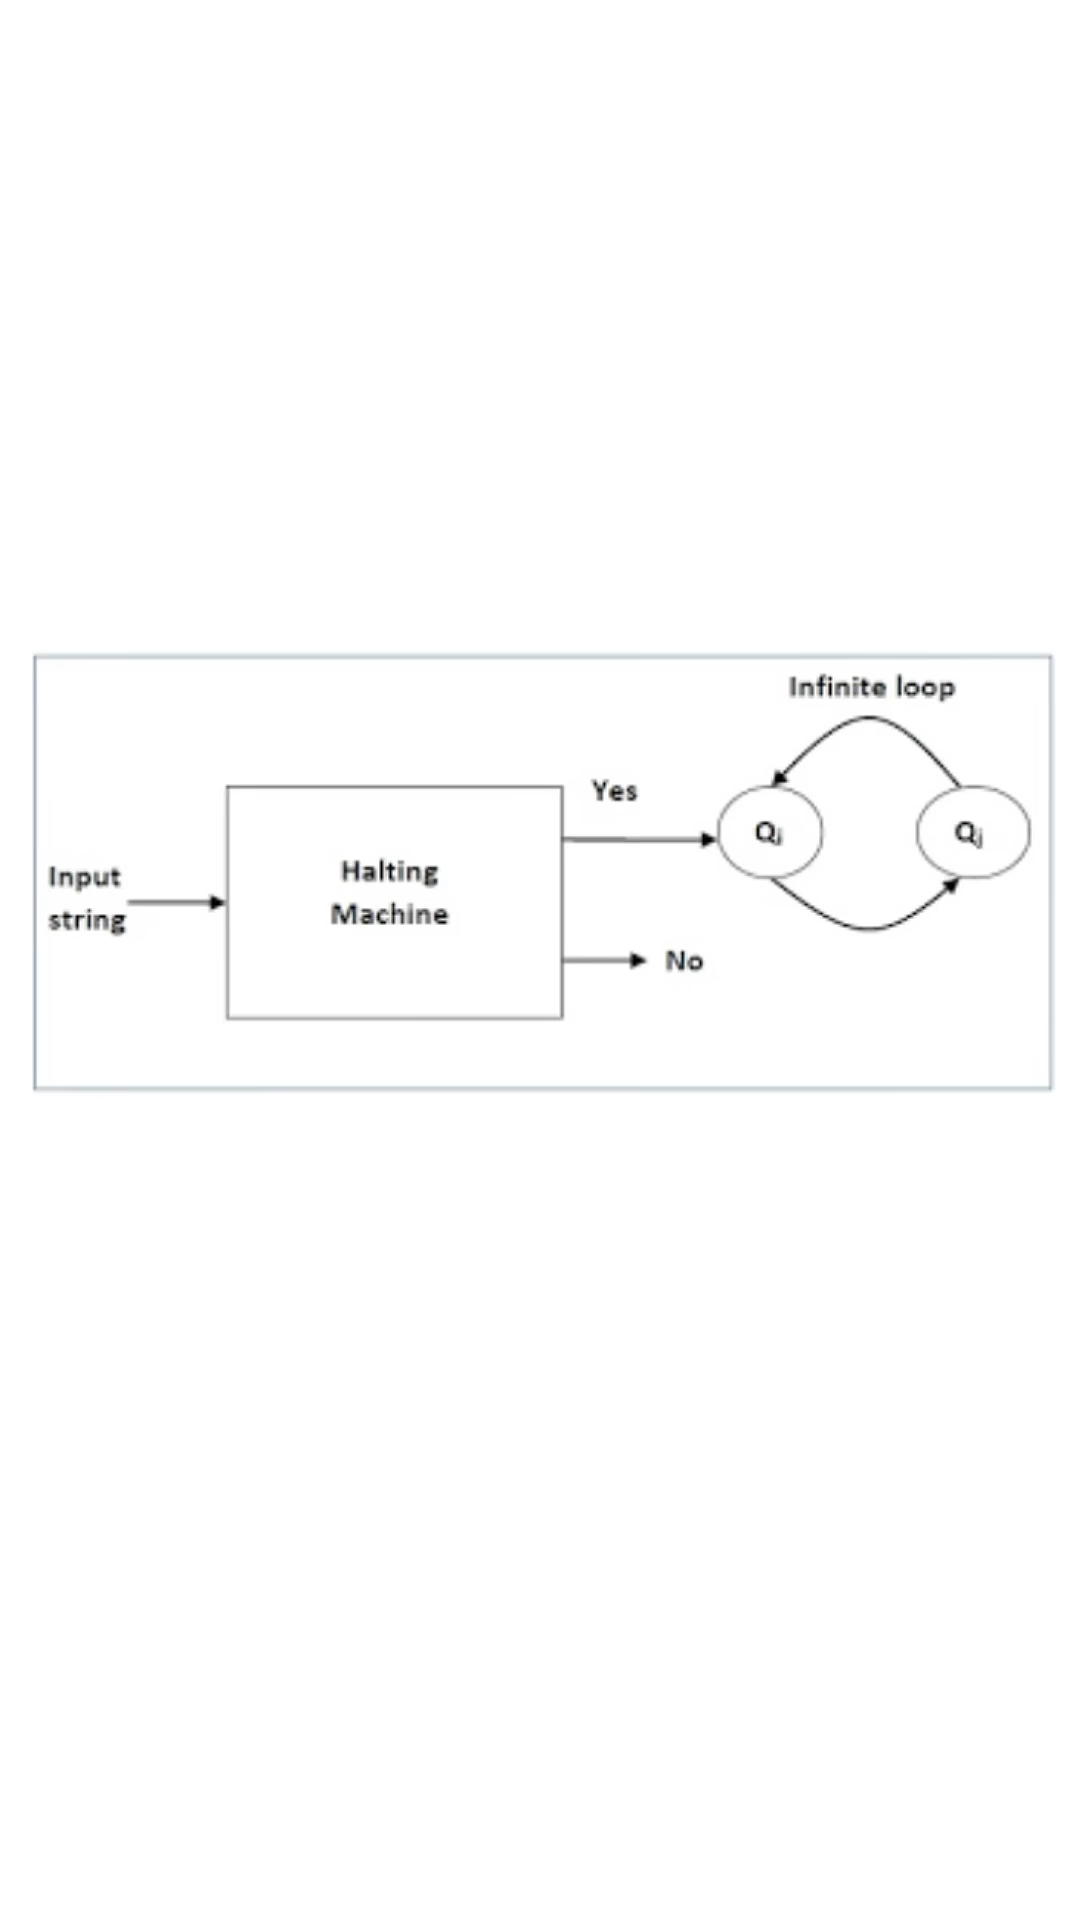 Infinite loop
Yes
Qi
Qj
Input
string
Halting
Machine
No